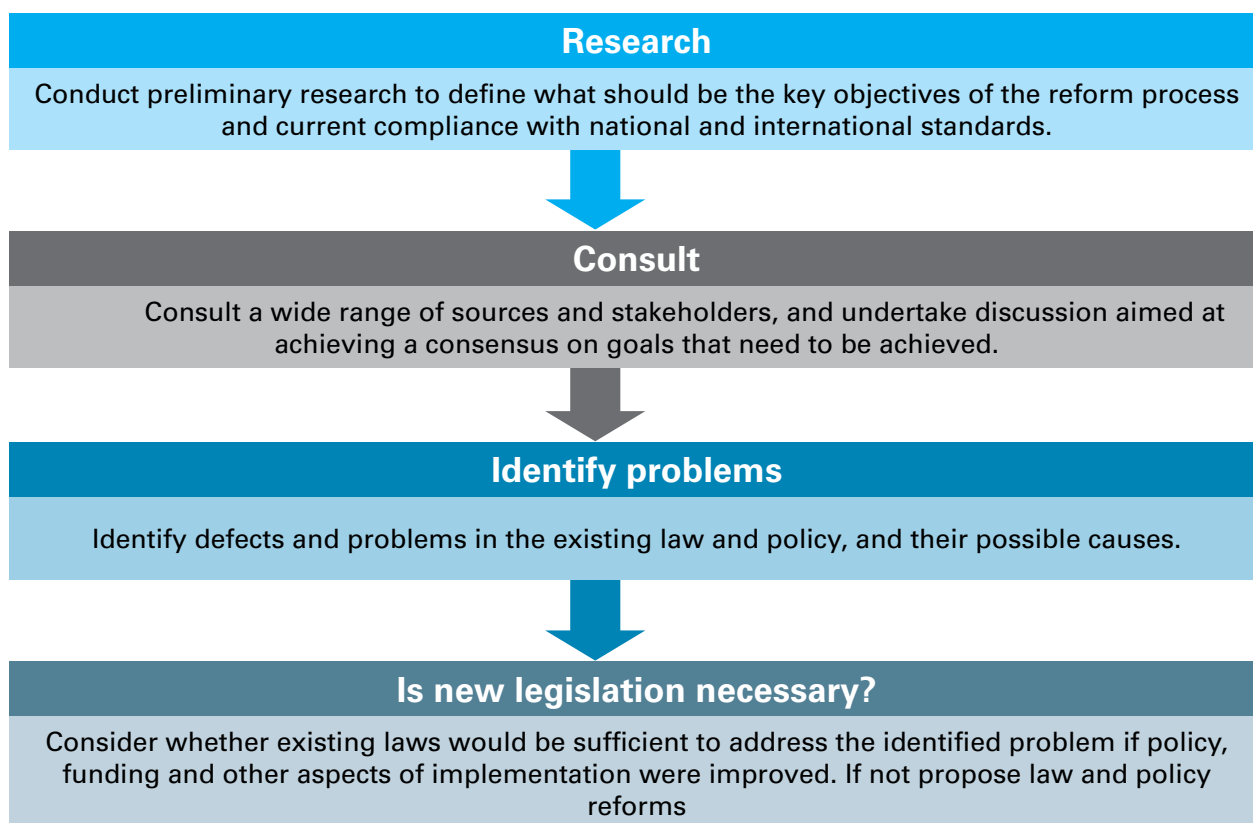 Research
Conduct preliminary research to define what should be the key objectives of the reform process
and current compliance with national and international standards.
Consult
Consult a wide range of sources and stakeholders, and undertake discussion aimed at
achieving a consensus on goals that need to be achieved.
Identify problems
Identify defects and problems in the existing law and policy, and their possible causes.
Is new legislation necessary?
Consider whether existing laws would be sufficient to address the identified problem if policy,
funding and other aspects of implementation were improved. If not propose law and policy
reforms